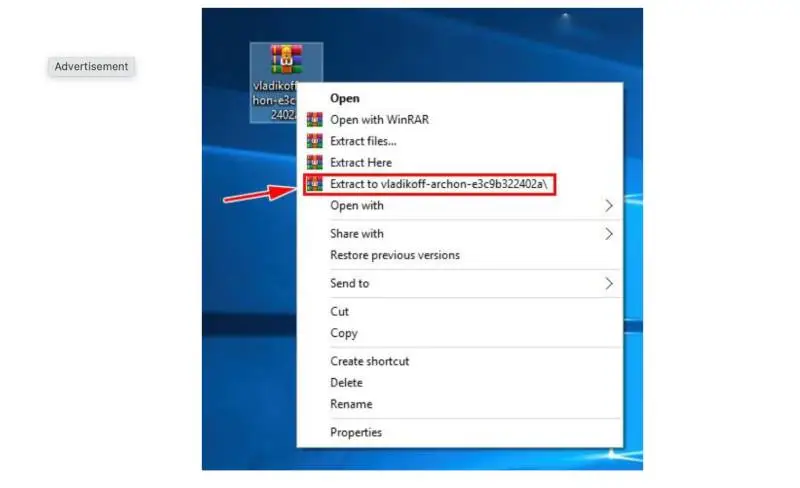 Advertisement
vladikoff
hon-e3c
2402a
Open
Open with WinRAR
Extract files...
Extract Here
Extract to vladikoff-archon-e3c9b322402a\
Open with
Share with
Restore previous versions
Send to
Cut
Copy
Create shortcut
Delete
Rename
Properties